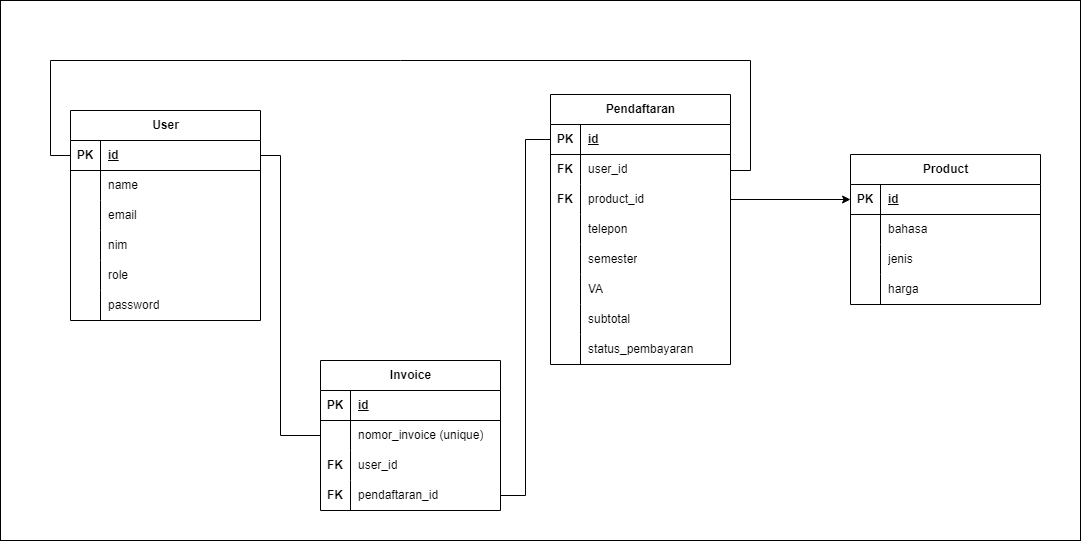 User
PK id
name
email
nim
role
password
Pendaftaran
PK id
FK user_id
FK product_id
telepon
semester
VA
subtotal
status_pembayaran
Product
PK id
bahasa
jenis
harga
Invoice
PK id
nomor_invoice (unique)
FK user_id
FK pendaftaran_id